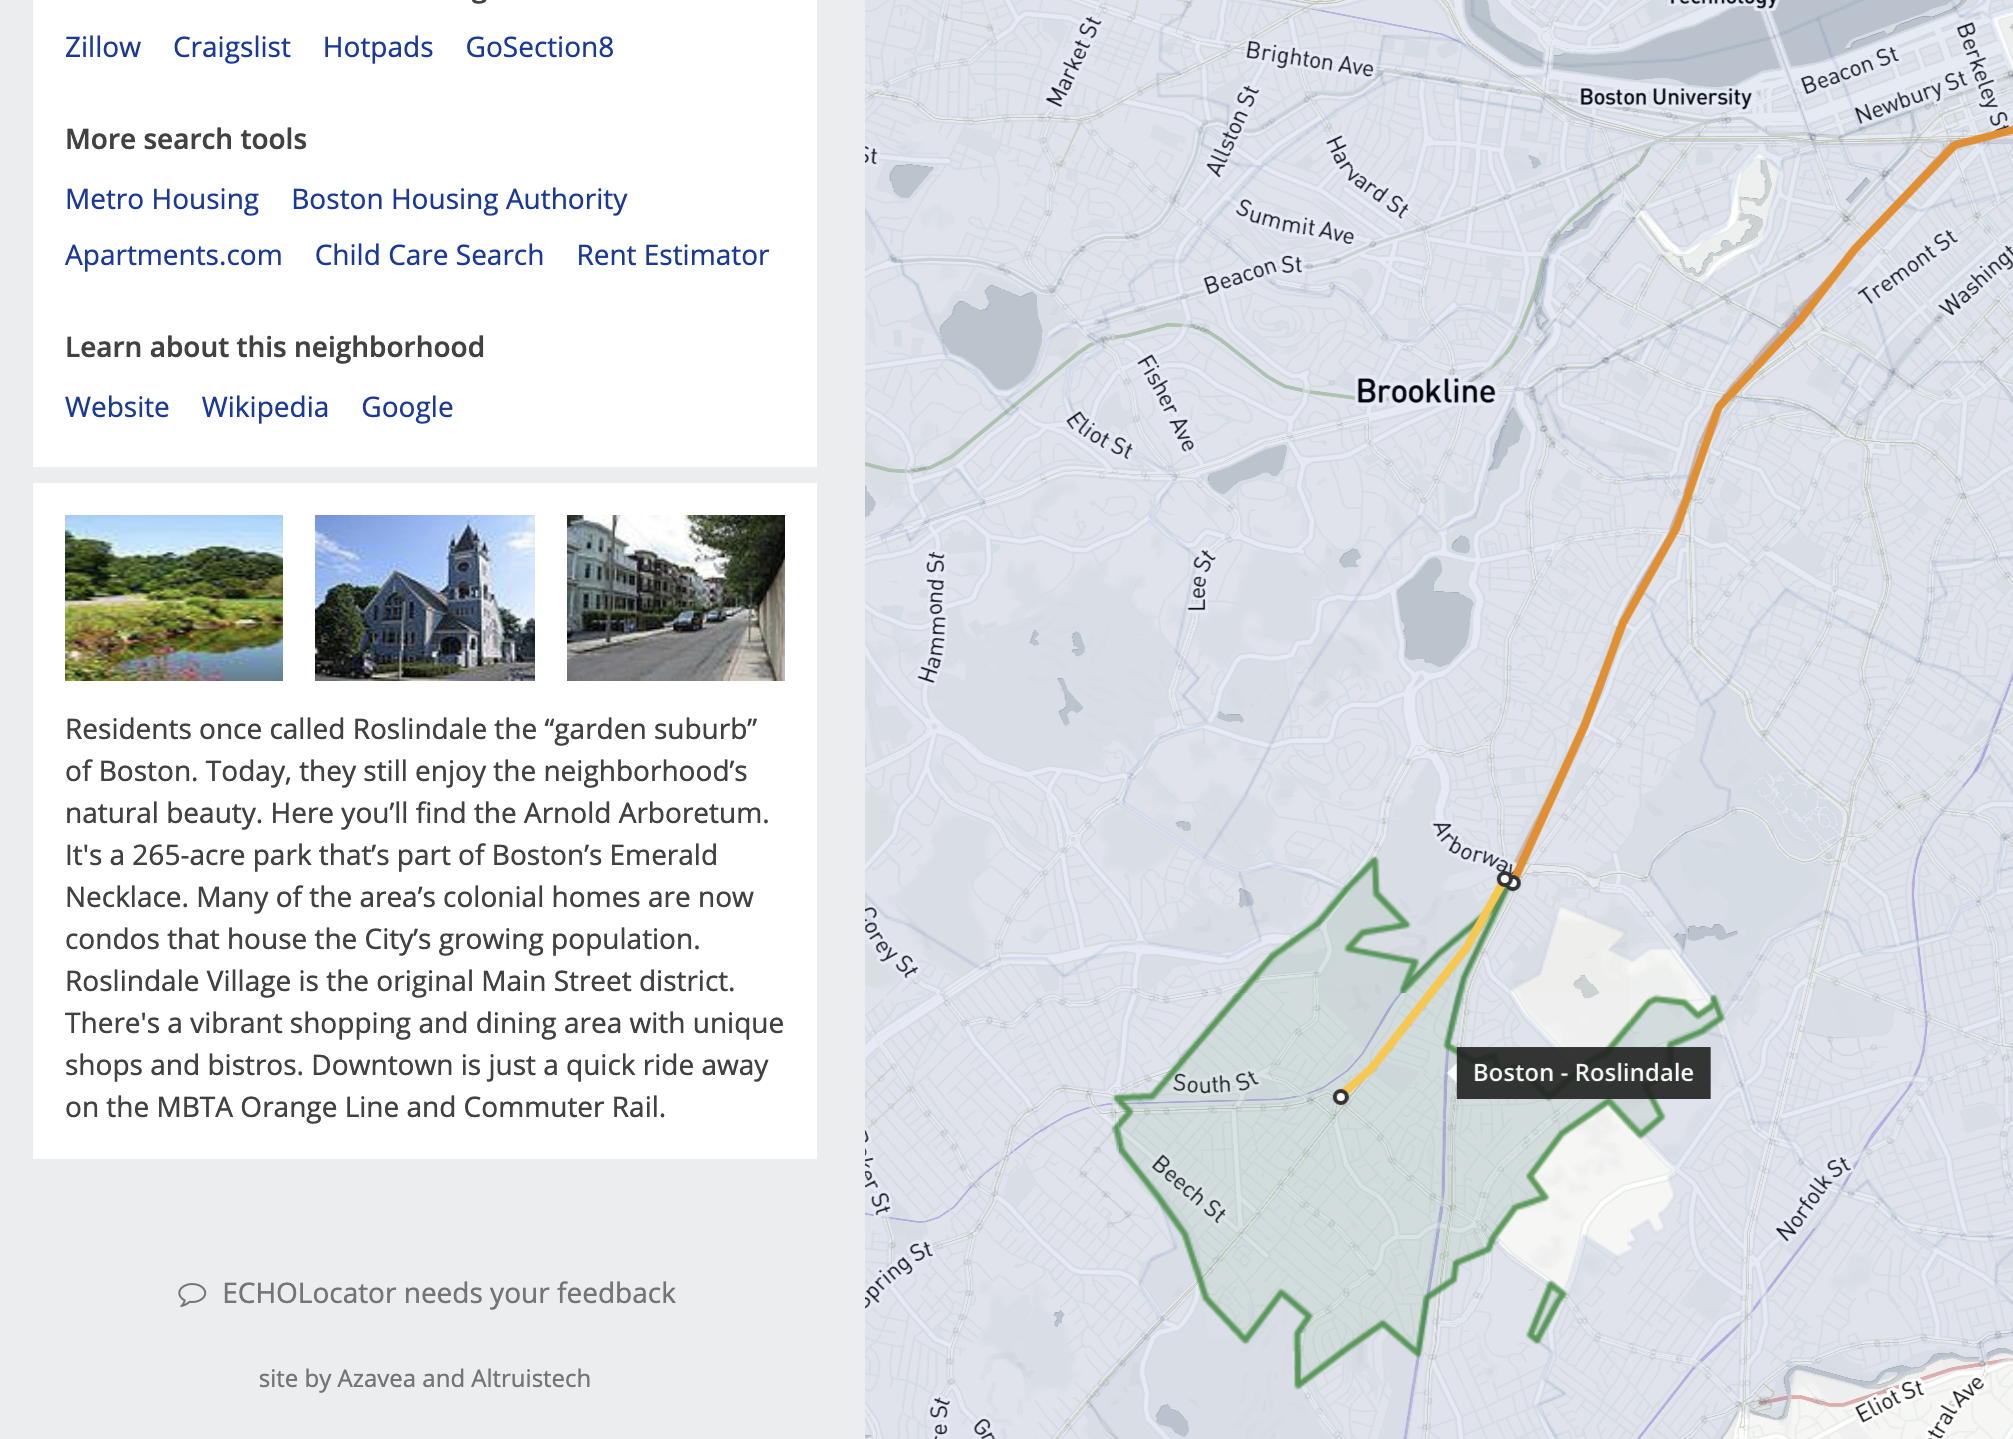 Zillow Craigslist Hotpads GoSection8
More search tools
Metro Housing Boston Housing Authority
Apartments.com Child Care Search Rent Estimator
Learn about this neighborhood
Website Wikipedia Google
Residents once called Roslindale the “garden suburb”
of Boston. Today, they still enjoy the neighborhood’s
natural beauty. Here you’ll find the Arnold Arboretum.
It's a 265-acre park that’s part of Boston’s Emerald
Necklace. Many of the area’s colonial homes are now
condos that house the City’s growing population.
Roslindale Village is the original Main Street district.
There's a vibrant shopping and dining area with unique
shops and bistros. Downtown is just a quick ride away
on the MBTA Orange Line and Commuter Rail.
ECHOLocator needs your feedback
site by Azavea and Altruistech
Market St
Brighton Ave
Boston University
Beacon St
Newbury St
Berkeley St
Allston St
Harvard St
St
Summit Ave
Beacon St
Tremont St
Fisher Ave
Brookline
Eliot St
Hammond St
Lee St
Arborway
Corey St
South St
Boston - Roslindale
Beech St
Norfolk St
Spring St
Eliot St